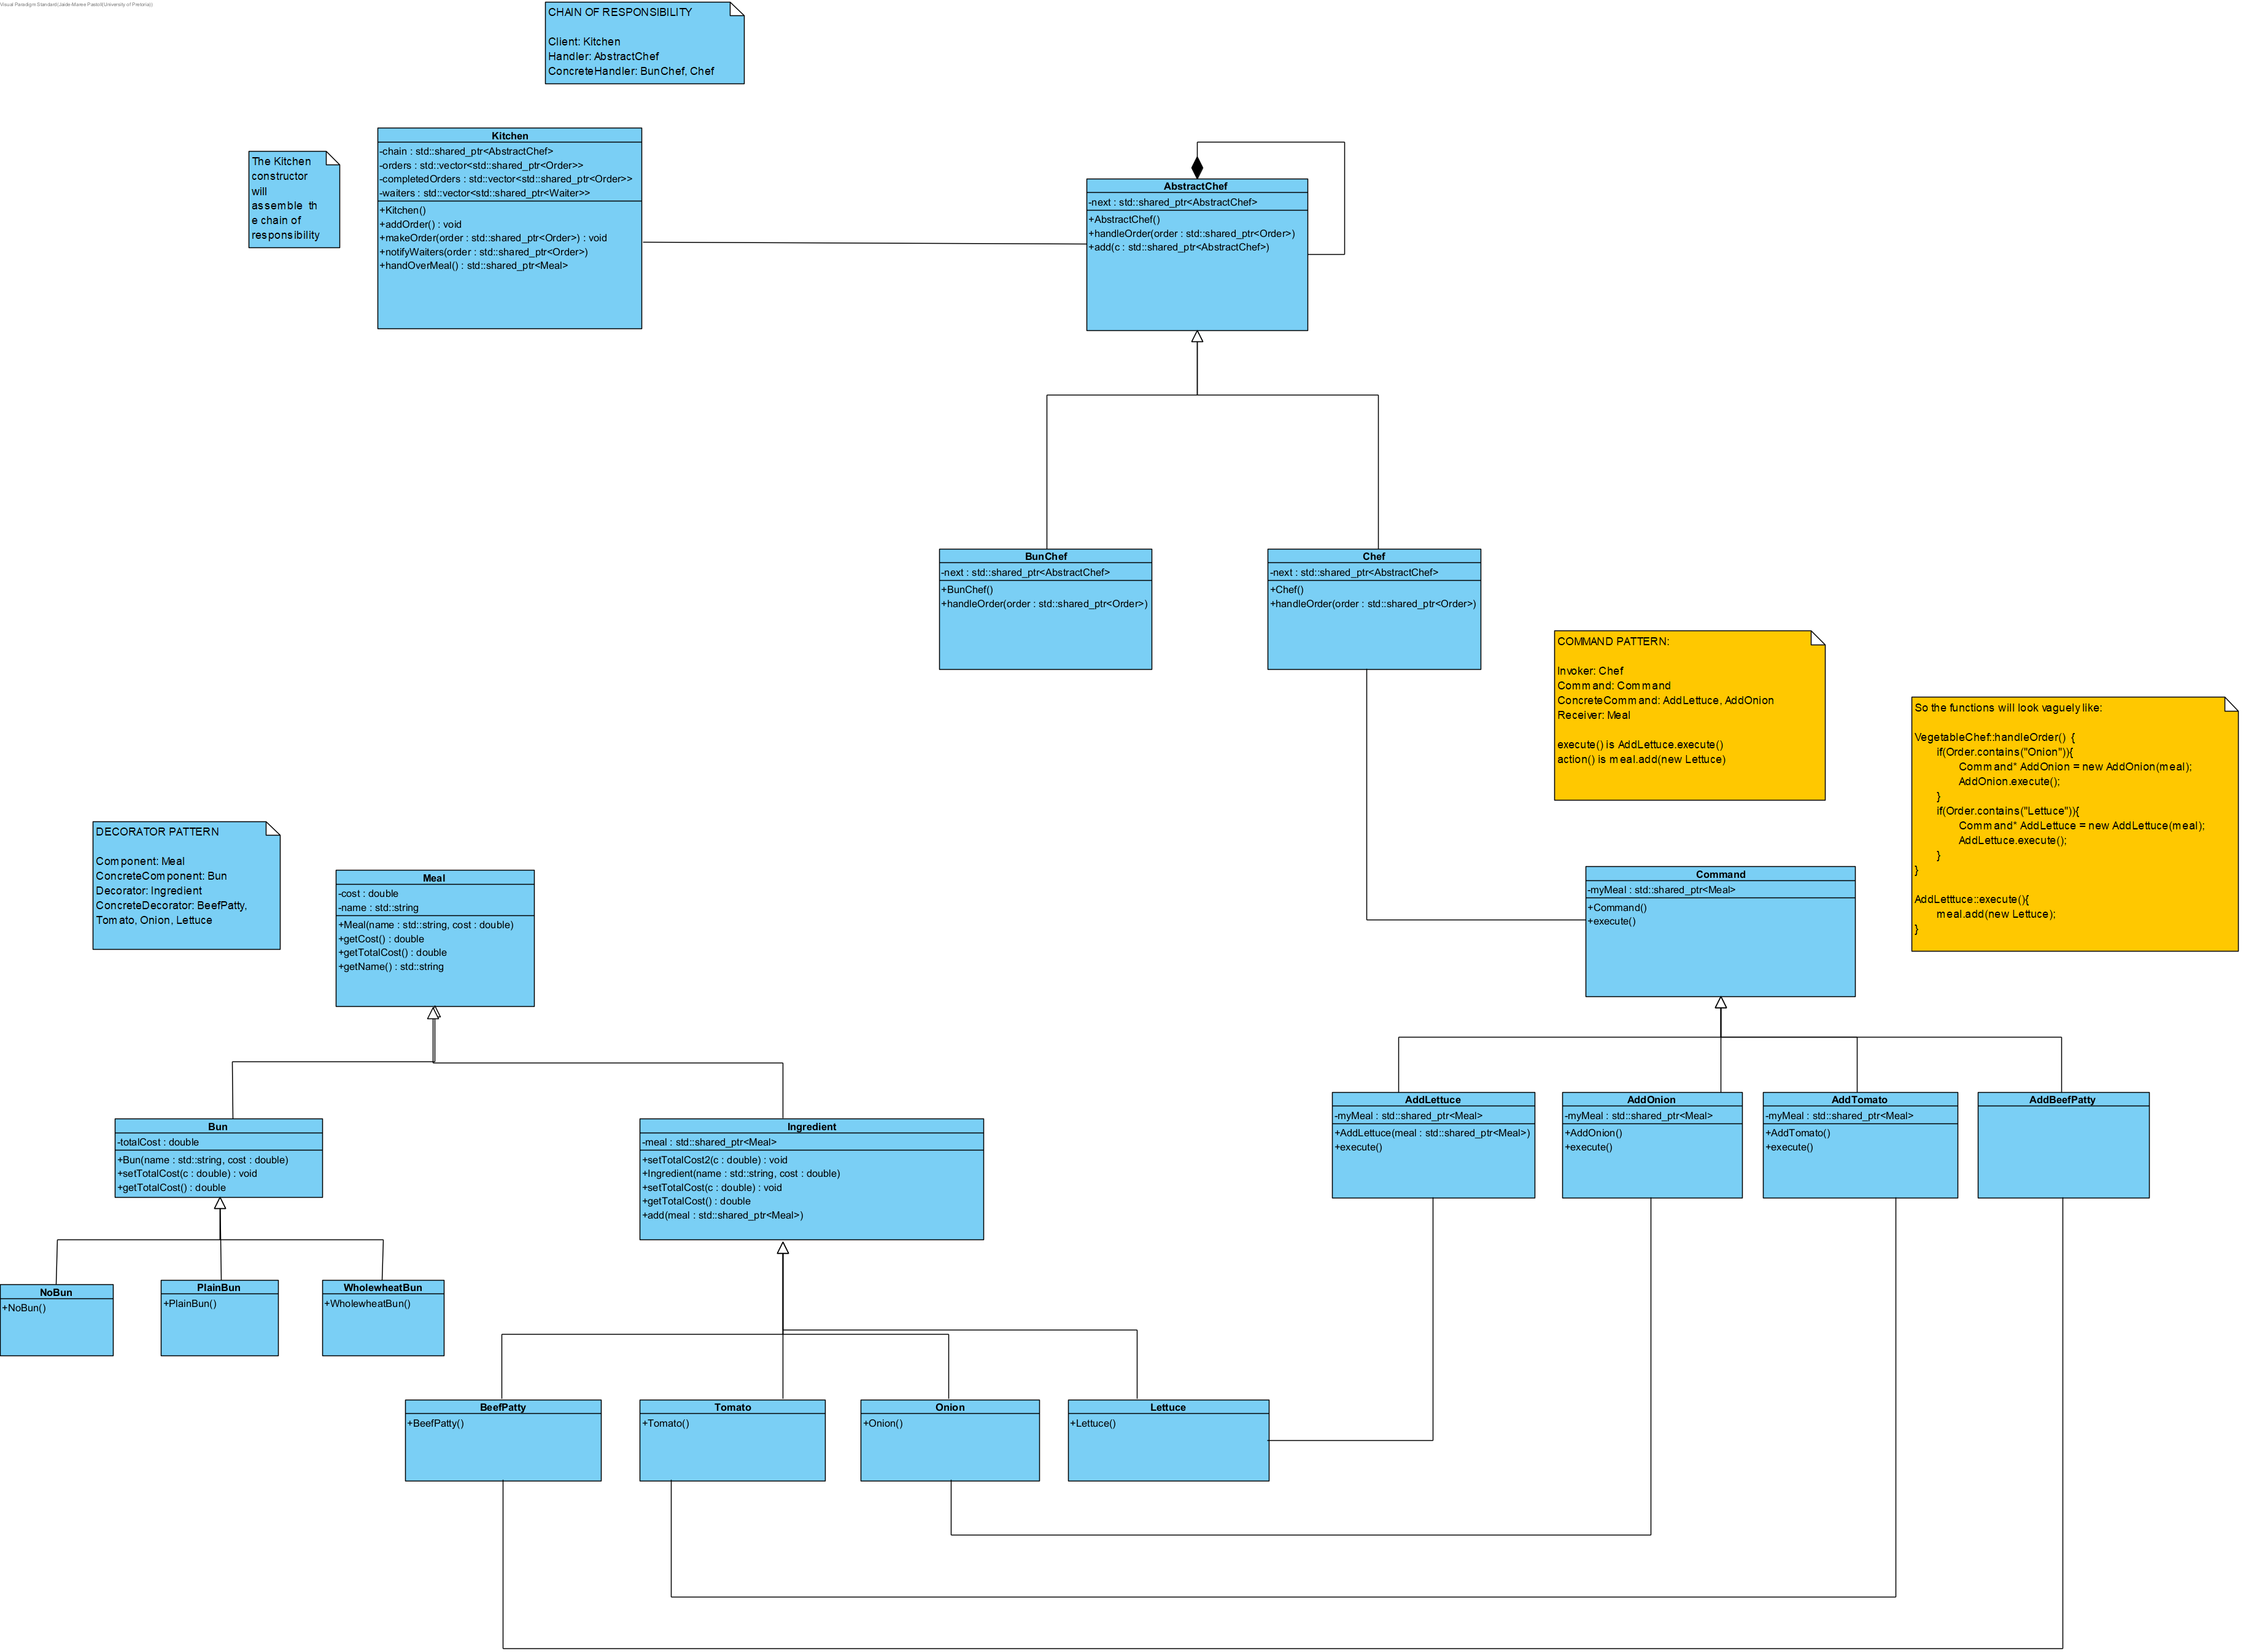 Visual Paradigm Standard(Janda-Maree Paskof(University of Pretoria))
CHAIN OF RESPONSIBILITY
Client: Kitchen
Handler: AbstractChef
ConcreteHandler: BunChef, Chef
The Kitchen
constructor
will
assemble th
e chain of
responsibility
Kitchen
-chain : std::shared_ptr<AbstractChef>
-orders : std::vector<std::shared_ptr<Order>>
-completedOrders : std::vector<std::shared_ptr<Order>>
-waiters : std::vector<std::shared_ptr<Waiter>>
+Kitchen()
+addOrder() : void
+makeOrder(order : std::shared_ptr<Order>) : void
+notifyWaiters(order : std::shared_ptr<Order>)
+handOverMeal() : std::shared_ptr<Meal>
AbstractChef
-next : std::shared_ptr<AbstractChef>
+AbstractChef()
+handleOrder(order : std::shared_ptr<Order>)
+add(c : std::shared_ptr<AbstractChef>)
BunChef
-next : std::shared_ptr<AbstractChef>
+BunChef()
+handleOrder(order : std::shared_ptr<Order>)
Chef
-next : std::shared_ptr<AbstractChef>
+Chef()
+handleOrder(order : std::shared_ptr<Order>)
COMMAND PATTERN:
Invoker: Chef
Command: Command
ConcreteCommand: AddLettuce, AddOnion
Receiver: Meal
execute() is AddLettuce.execute()
action() is meal.add(new Lettuce)
So the functions will look vaguely like:
VegetableChef::handleOrder() {
if(Order.contains("Onion")){
Command* AddOnion = new AddOnion(meal);
AddOnion.execute();
}
if(Order.contains("Lettuce")){
Command* AddLettuce = new AddLettuce(meal);
AddLettuce.execute();
}
}
AddLetttuce::execute(){
meal.add(new Lettuce);
}
DECORATOR PATTERN
Component: Meal
ConcreteComponent: Bun
Decorator: Ingredient
ConcreteDecorator: BeefPatty,
Tomato, Onion, Lettuce
Meal
-cost : double
-name : std::string
+Meal(name : std::string, cost : double)
+getCost() : double
+getTotalCost() : double
+getName() : std::string
Command
-myMeal : std::shared_ptr<Meal>
+Command()
+execute()
Bun
-totalCost : double
+Bun(name : std::string, cost : double)
+setTotalCost(c : double) : void
+getTotalCost() : double
Ingredient
-meal : std::shared_ptr<Meal>
+setTotalCost2(c : double) : void
+Ingredient(name : std::string, cost : double)
+setTotalCost(c : double) : void
+getTotalCost() : double
+add(meal : std::shared_ptr<Meal>)
AddLettuce
-myMeal : std::shared_ptr<Meal>
+AddLettuce(meal : std::shared_ptr<Meal>)
+execute()
AddOnion
-myMeal : std::shared_ptr<Meal>
+AddOnion()
+execute()
AddTomato
-myMeal : std::shared_ptr<Meal>
+AddTomato()
+execute()
AddBeefPatty
NoBun
+NoBun()
PlainBun
+PlainBun()
WholewheatBun
+WholewheatBun()
BeefPatty
+BeefPatty()
Tomato
+Tomato()
Onion
+Onion()
Lettuce
+Lettuce()